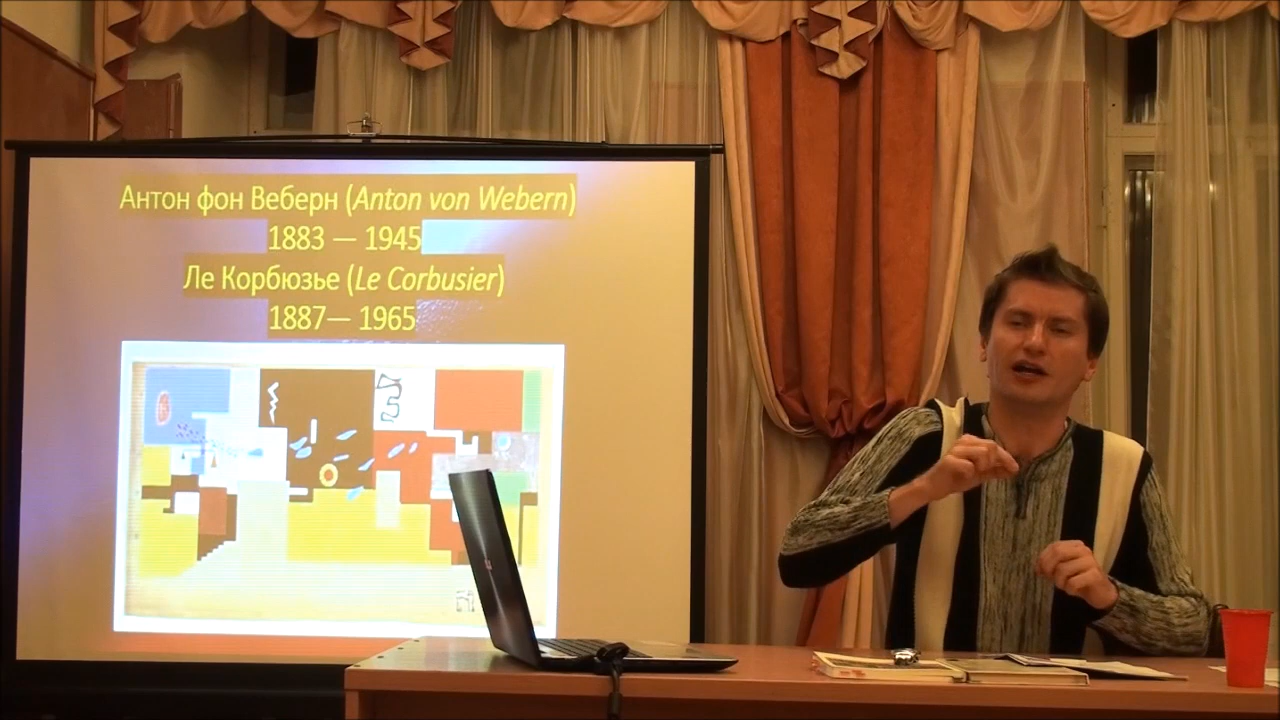 Антон фон Веберн (Anton von Webern)
1883 — 1945
Ле Корбюзье (Le Corbusier)
1887— 1965